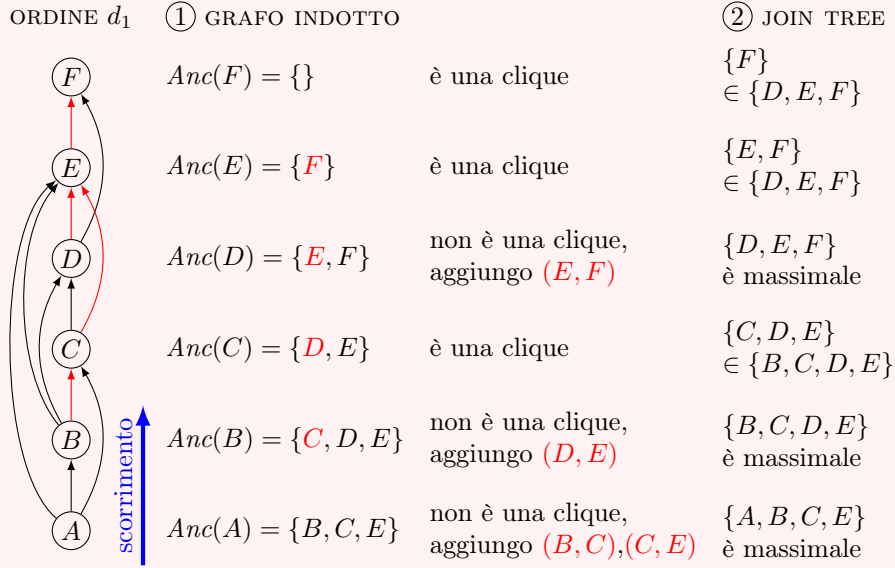 ORDINE d₁ ① GRAFO INDOTTO ② JOIN TREE
F Anc(F) = {} è una clique {F}
∈ {D, E, F}
E Anc(E) = {F} è una clique {E, F}
∈ {D, E, F}
D Anc(D) = {E, F} non è una clique, {D, E, F}
aggiungo (E, F) è massimale
C Anc(C) = {D, E} è una clique {C, D, E}
∈ {B, C, D, E}
B Anc(B) = {C, D, E} non è una clique, {B, C, D, E}
aggiungo (D, E) è massimale
A Anc(A) = {B, C, E} non è una clique, {A, B, C, E}
aggiungo (B, C),(C, E) è massimale
scorrimento